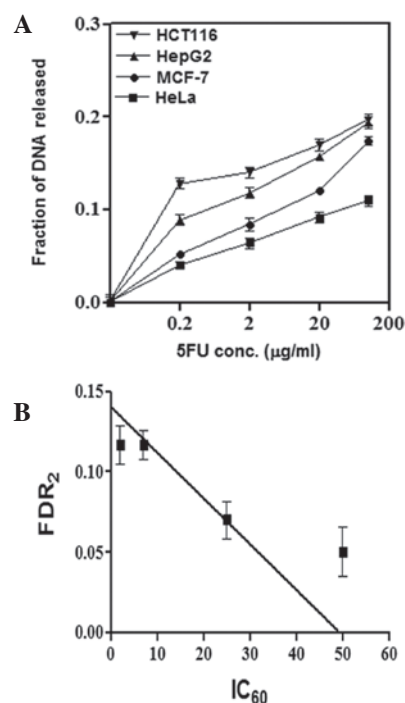 A
HCT116
HepG2
MCF-7
HeLa
Fraction of DNA released
0.3
0.2
0.1
0.0
0.2 2 20 200
5FU conc. (µg/ml)
B
FDR2
0.15
0.10
0.05
0.00
0 10 20 30 40 50 60
IC60